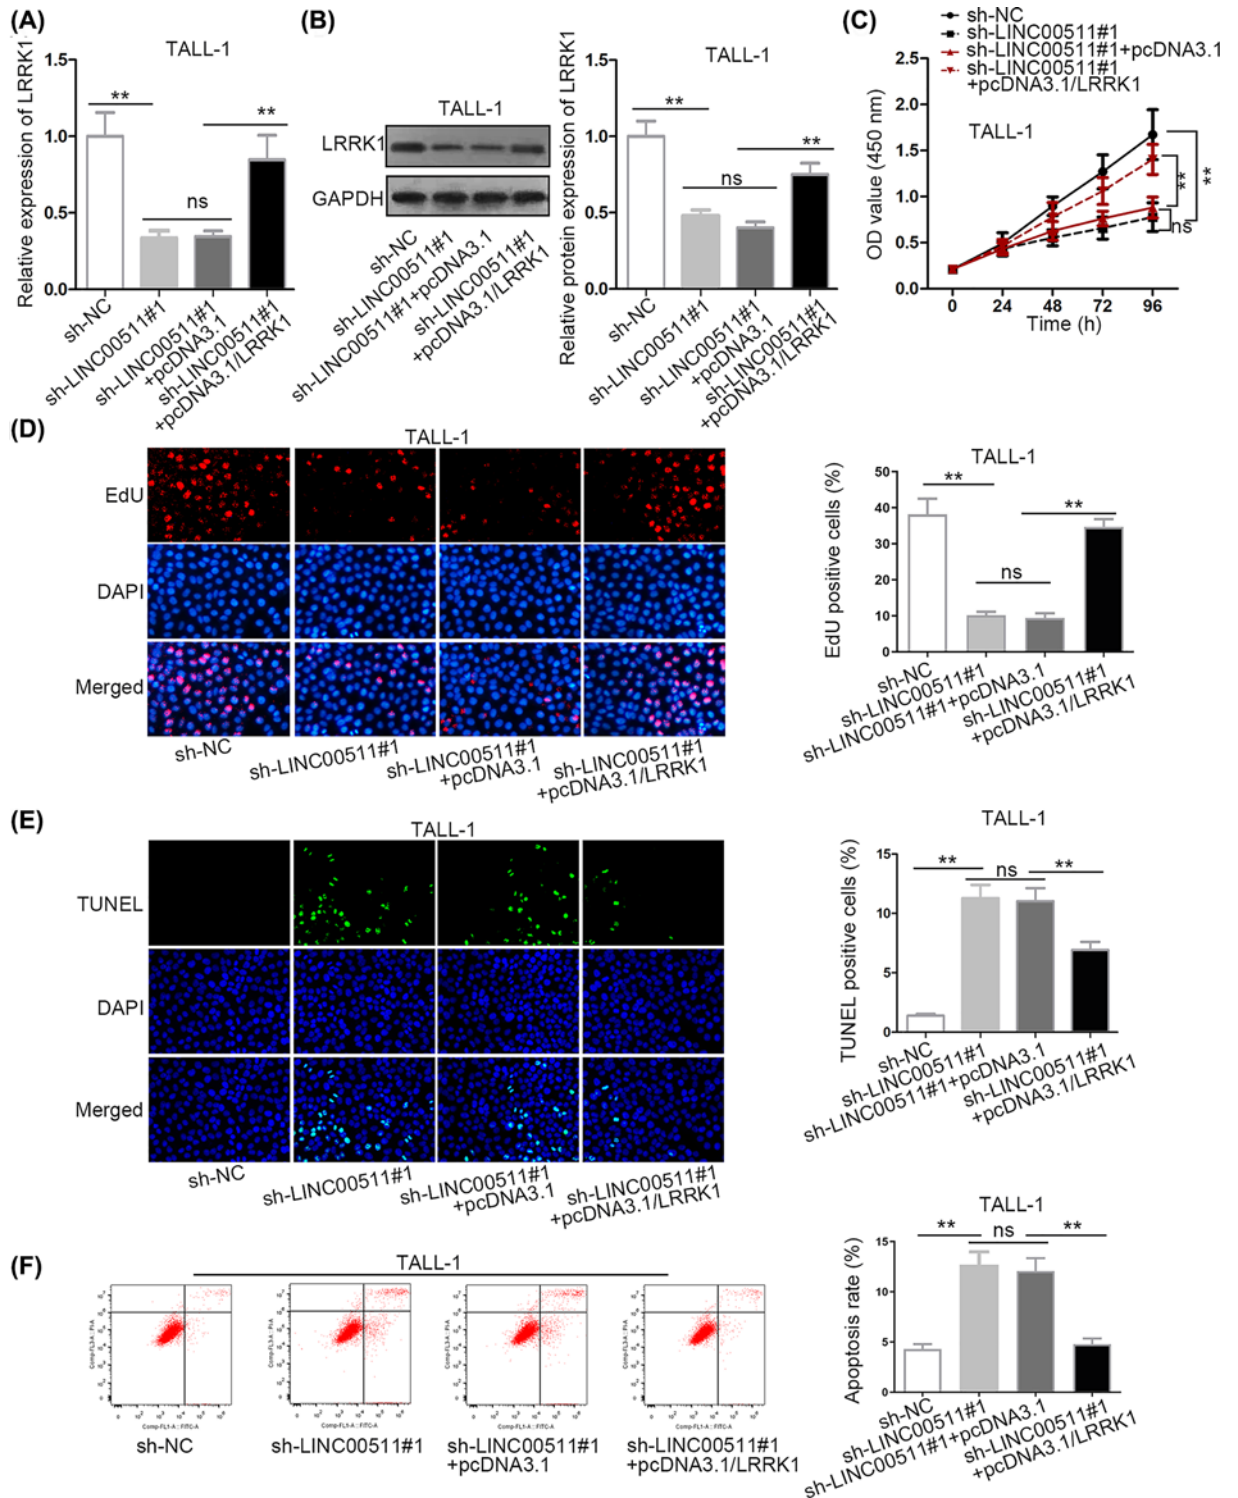 (A)
TALL-1
Relative expression of LRRK1
1.5
1.0
0.5
0.0
**
ns
**
sh-NC
sh-LINC00511#1
sh-LINC00511#1
+pcDNA3.1
sh-LINC00511#1
+pcDNA3.1/LRRK1
(B)
TALL-1
LRRK1
GAPDH
sh-NC
sh-LINC00511#1
sh-LINC00511#1+pcDNA3.1
sh-LINC00511#1
+pcDNA3.1/LRRK1
TALL-1
Relative protein expression of LRRK1
1.5
1.0
0.5
0.0
**
ns
**
sh-NC
sh-LINC00511#1
sh-LINC00511#1
+pcDNA3.1
sh-LINC00511#1
+pcDNA3.1/LRRK1
(C)
sh-NC
sh-LINC00511#1
sh-LINC00511#1+pcDNA3.1
sh-LINC00511#1
+pcDNA3.1/LRRK1
TALL-1
OD value (450 nm)
2.5
2.0
1.5
1.0
0.5
0.0
**
**
ns
0 24 48 72 96
Time (h)
(D)
TALL-1
EdU
DAPI
Merged
sh-NC
sh-LINC00511#1
sh-LINC00511#1
+pcDNA3.1
sh-LINC00511#1
+pcDNA3.1/LRRK1
TALL-1
EdU positive cells (%)
50
40
30
20
10
0
**
ns
**
sh-NC
sh-LINC00511#1
sh-LINC00511#1+pcDNA3.1
sh-LINC00511#1
+pcDNA3.1/LRRK1
(E)
TALL-1
TUNEL
DAPI
Merged
sh-NC
sh-LINC00511#1
sh-LINC00511#1
+pcDNA3.1
sh-LINC00511#1
+pcDNA3.1/LRRK1
TALL-1
TUNEL positive cells (%)
15
10
5
0
**
ns
**
sh-NC
sh-LINC00511#1
sh-LINC00511#1+pcDNA3.1
sh-LINC00511#1
+pcDNA3.1/LRRK1
(F)
TALL-1
Comp-FL1-A :: FITC-A
Comp-FL1-A :: FITC-A
Comp-FL1-A :: FITC-A
Comp-FL1-A :: FITC-A
sh-NC
sh-LINC00511#1
sh-LINC00511#1
+pcDNA3.1
sh-LINC00511#1
+pcDNA3.1/LRRK1
TALL-1
Apoptosis rate (%)
15
10
5
0
**
ns
**
sh-NC
sh-LINC00511#1
sh-LINC00511#1+pcDNA3.1
sh-LINC00511#1
+pcDNA3.1/LRRK1